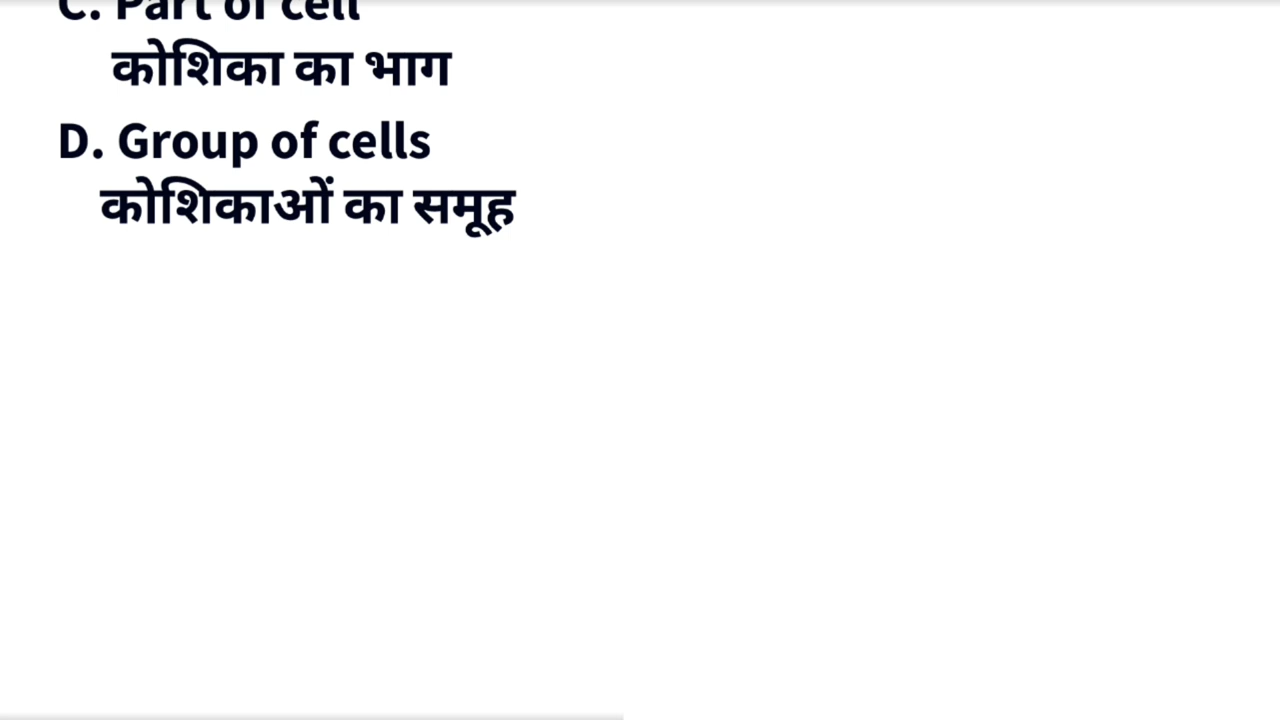 C. Part of cell
कोशिका का भाग
D. Group of cells
कोशिकाओं का समूह